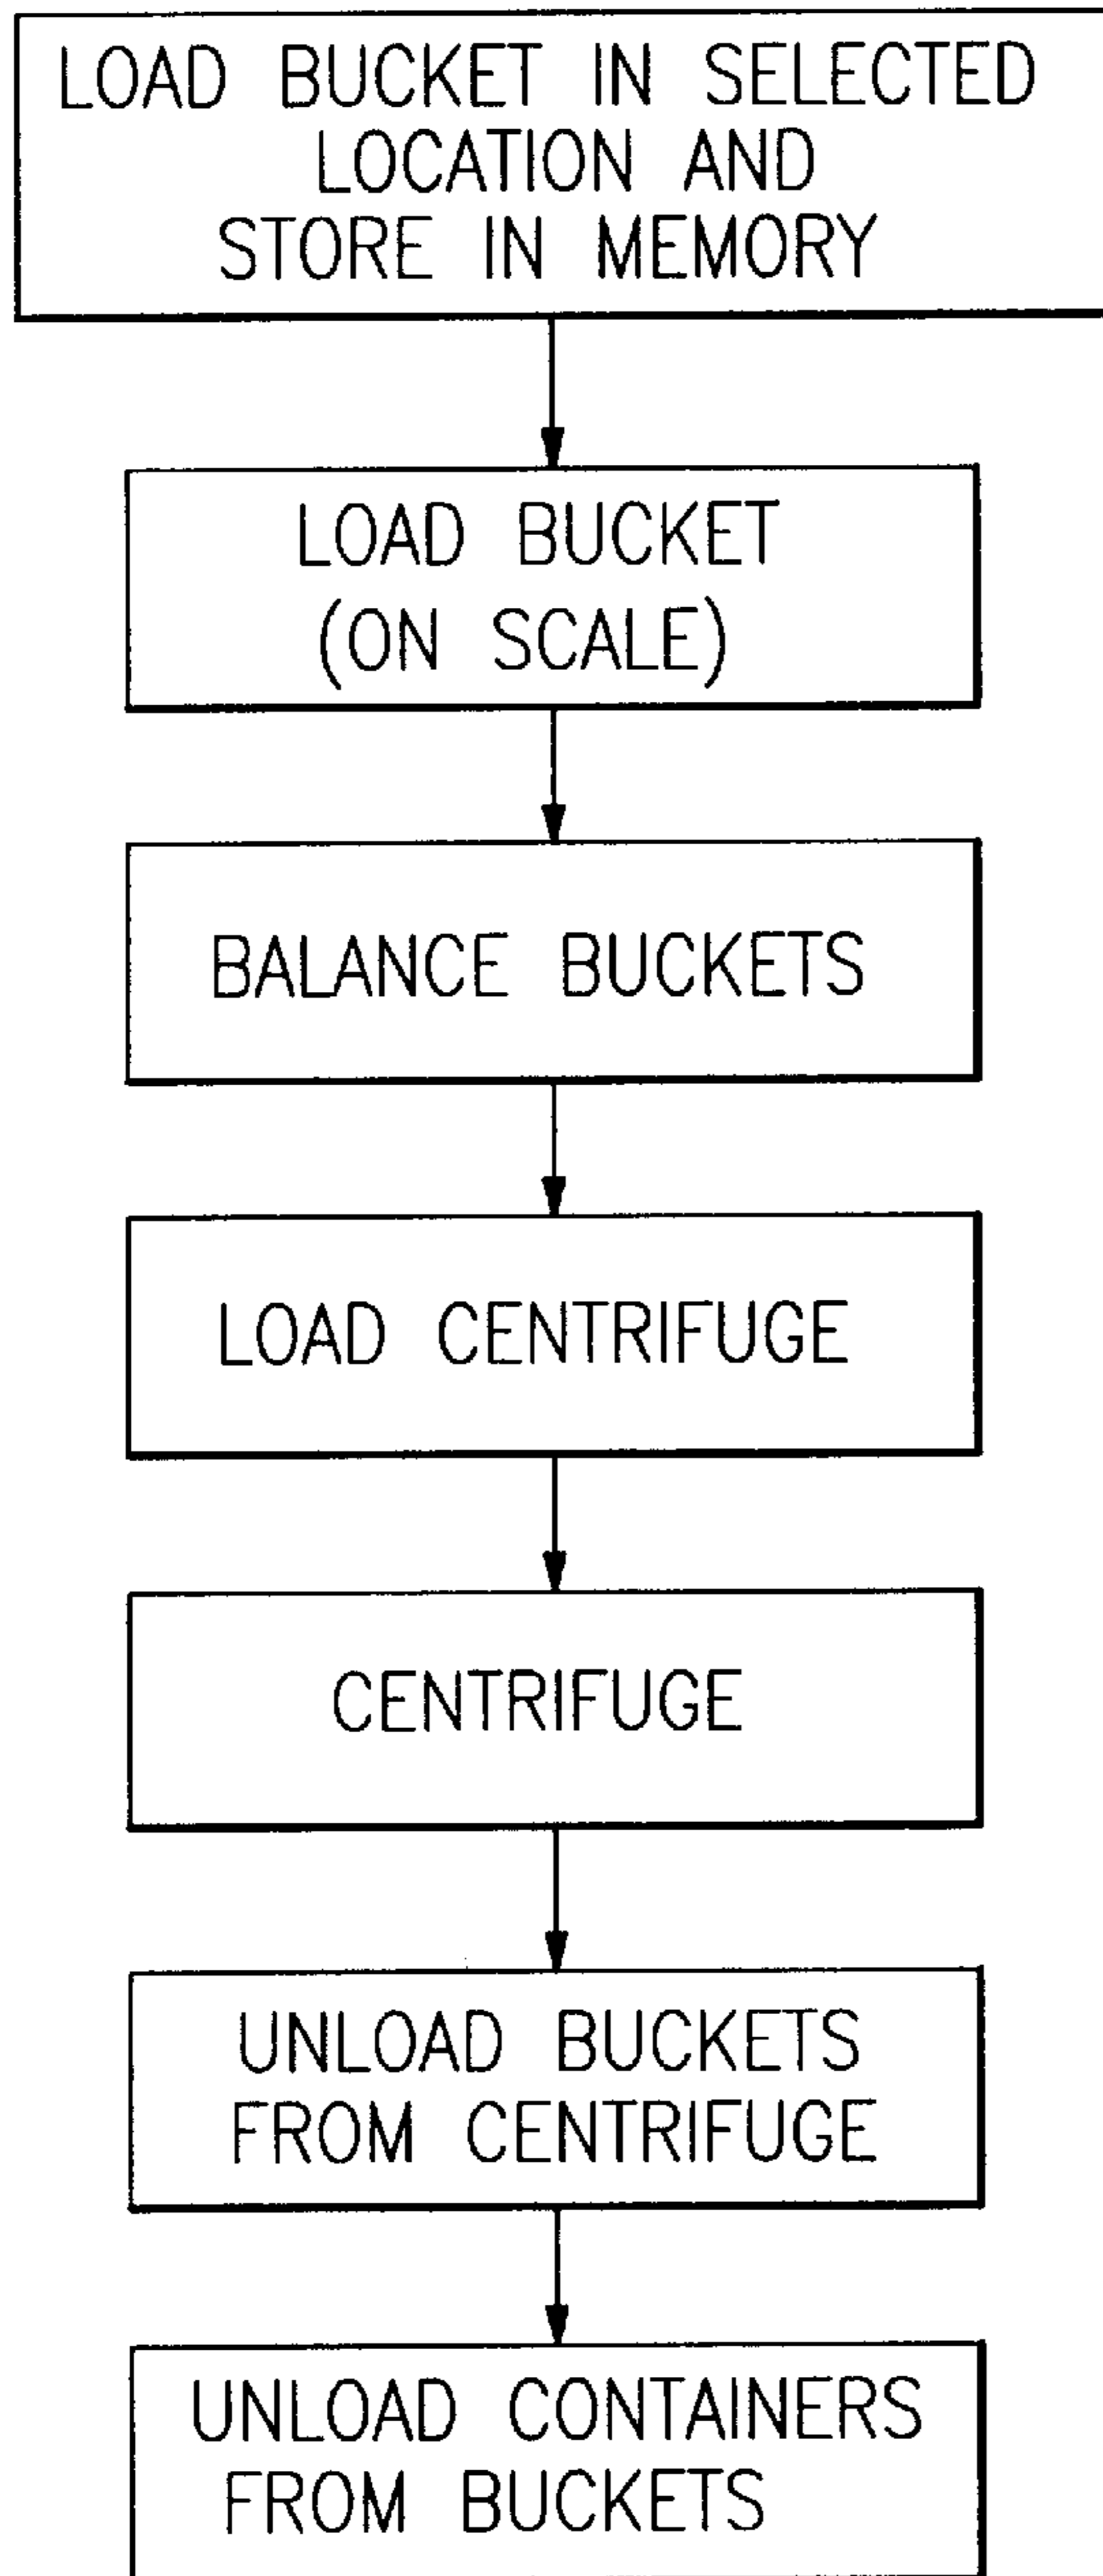 LOAD BUCKET IN SELECTED
LOCATION AND
STORE IN MEMORY
LOAD BUCKET
(ON SCALE)
BALANCE BUCKETS
LOAD CENTRIFUGE
CENTRIFUGE
UNLOAD BUCKETS
FROM CENTRIFUGE
UNLOAD CONTAINERS
FROM BUCKETS